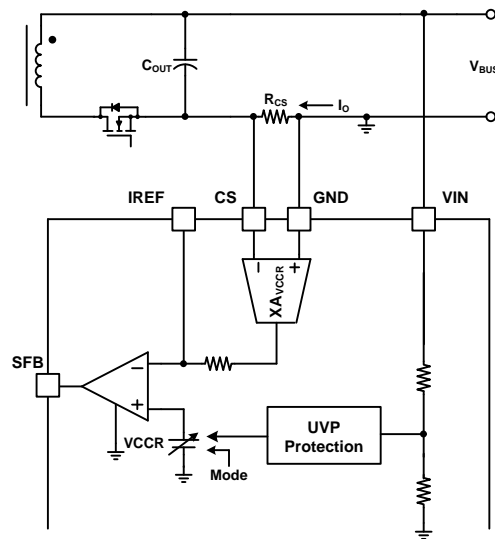 COUT
VBUS
RCS
IO
IREF
CS
GND
VIN
− +
XAVCCR
SFB
−
+
VCCR
UVP
Protection
Mode